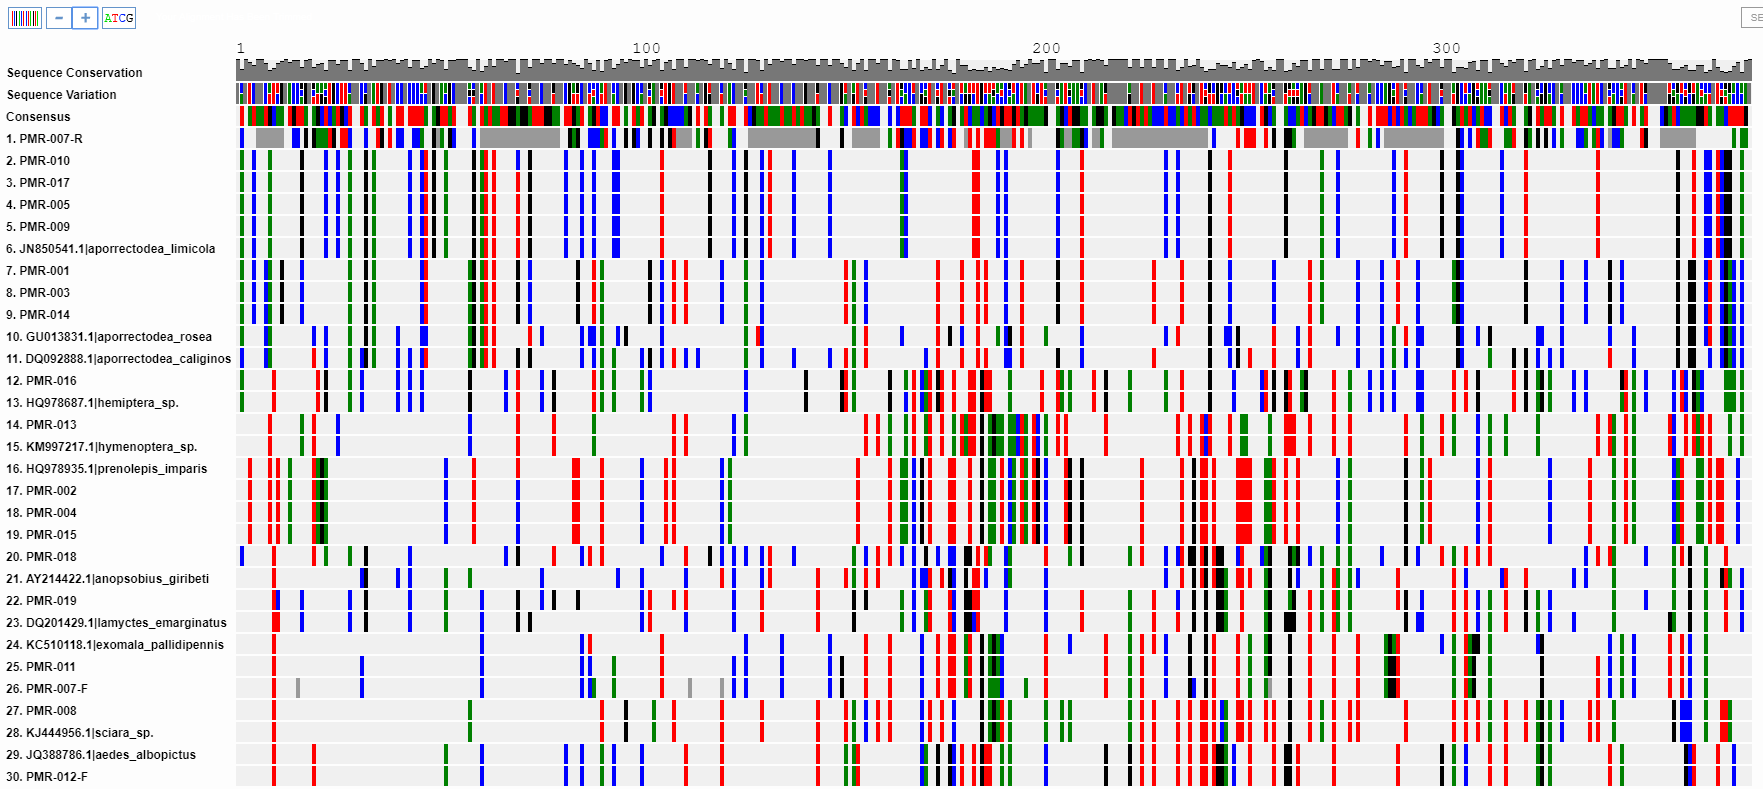 − + ATCG SE
1 100 200 300
Sequence Conservation
Sequence Variation
Consensus
1. PMR-007-R
2. PMR-010
3. PMR-017
4. PMR-005
5. PMR-009
6. JN850541.1|aporrectodea_limicola
7. PMR-001
8. PMR-003
9. PMR-014
10. GU013831.1|aporrectodea_rosea
11. DQ092888.1|aporrectodea_caliginos
12. PMR-016
13. HQ978687.1|hemiptera_sp.
14. PMR-013
15. KM997217.1|hymenoptera_sp.
16. HQ978935.1|prenolepis_imparis
17. PMR-002
18. PMR-004
19. PMR-015
20. PMR-018
21. AY214422.1|anopsobius_giribeti
22. PMR-019
23. DQ201429.1|lamyctes_emarginatus
24. KC510118.1|exomala_pallidipennis
25. PMR-011
26. PMR-007-F
27. PMR-008
28. KJ444956.1|sciara_sp.
29. JQ388786.1|aedes_albopictus
30. PMR-012-F